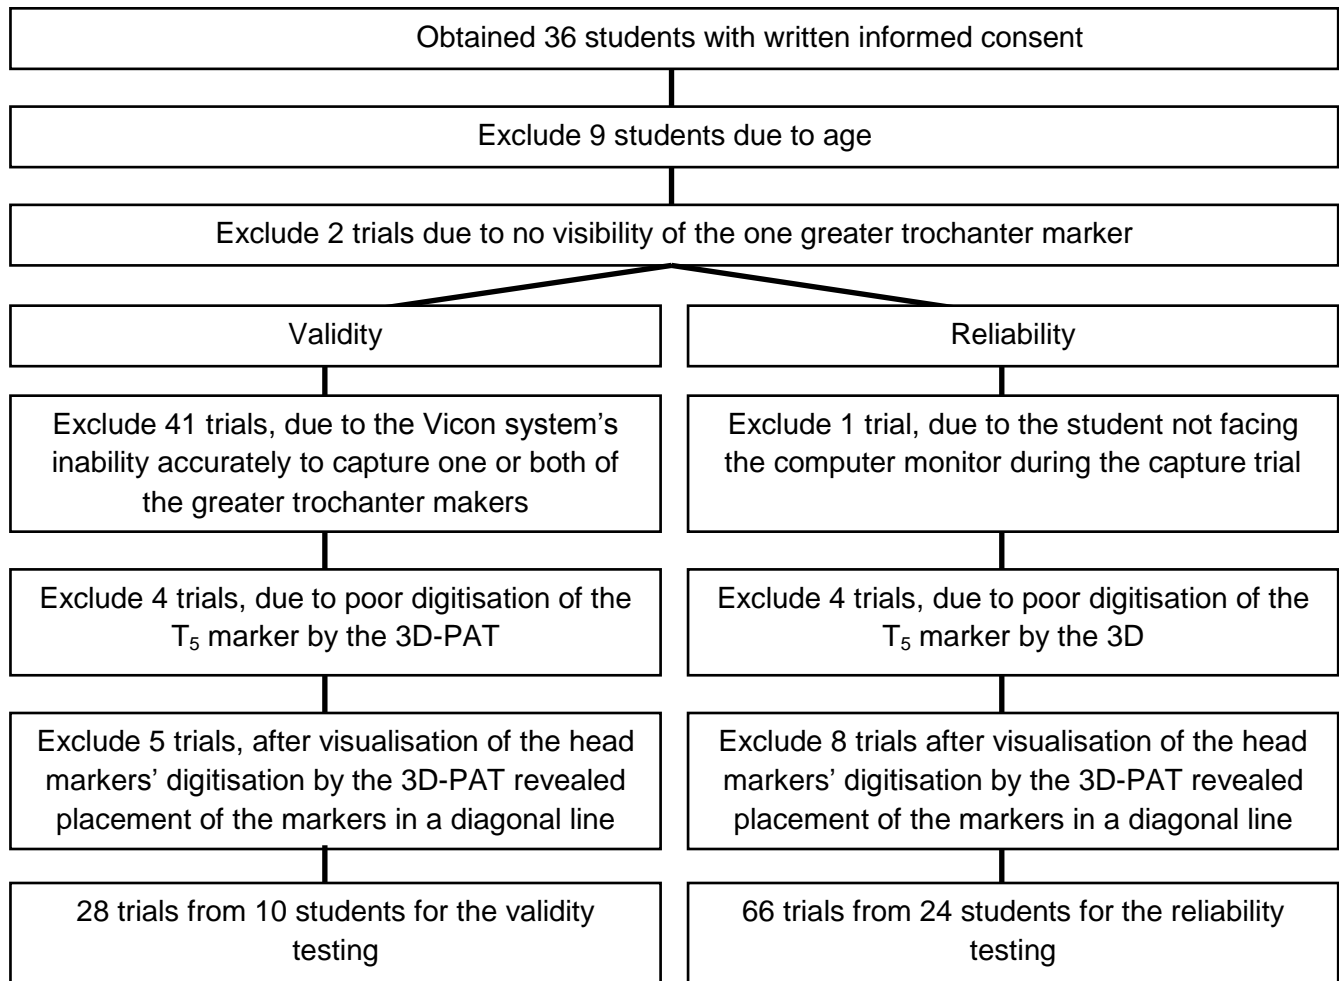 Obtained 36 students with written informed consent
Exclude 9 students due to age
Exclude 2 trials due to no visibility of the one greater trochanter marker
Validity
Exclude 41 trials, due to the Vicon system's
inability accurately to capture one or both of
the greater trochanter makers
Exclude 4 trials, due to poor digitisation of the
T5 marker by the 3D-PAT
Exclude 5 trials, after visualisation of the head
markers' digitisation by the 3D-PAT revealed
placement of the markers in a diagonal line
28 trials from 10 students for the validity
testing
Reliability
Exclude 1 trial, due to the student not facing
the computer monitor during the capture trial
Exclude 4 trials, due to poor digitisation of the
T5 marker by the 3D
Exclude 8 trials after visualisation of the head
markers' digitisation by the 3D-PAT revealed
placement of the markers in a diagonal line
66 trials from 24 students for the reliability
testing